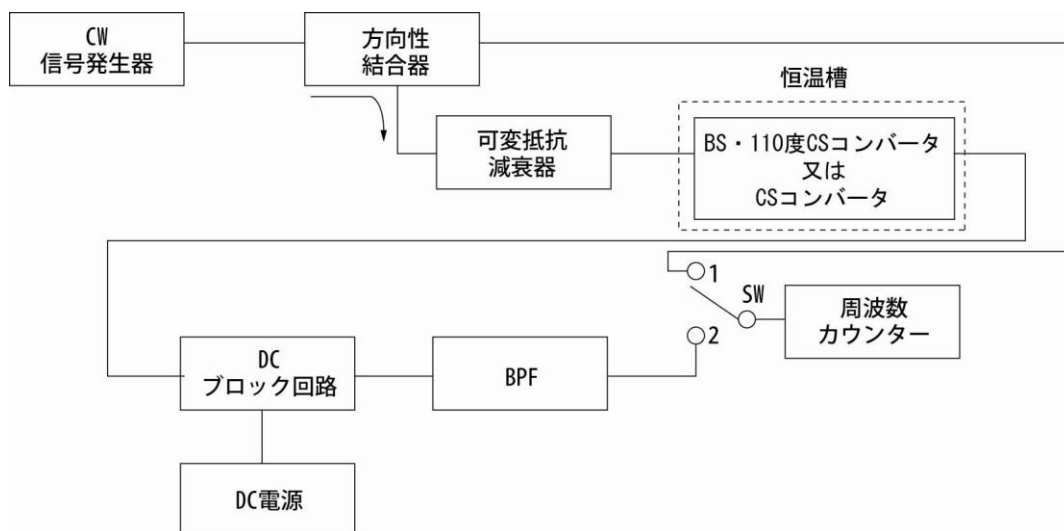 CW
信号発生器
方向性
結合器
恒温槽
可変抵抗
減衰器
BS・110度CSコンバータ
又は
CSコンバータ
1
SW
2
周波数
カウンター
DC
ブロック回路
BPF
DC電源